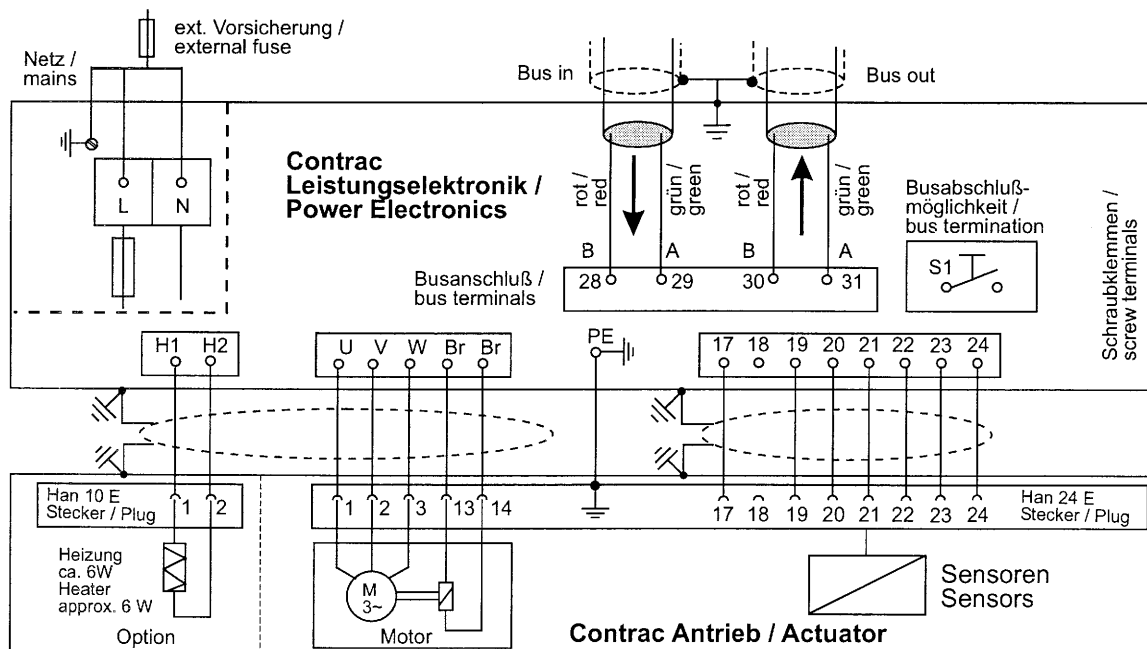 ext. Vorsicherung /
external fuse
Netz /
mains
Bus in
Bus out
L
N
Contrac
Leistungselektronik /
Power Electronics
rot /
red
grün /
green
rot /
red
grün /
green
B
A
B
A
Busanschluß /
bus terminals
28
29
30
31
Busabschluß-
möglichkeit /
bus termination
S1
Schraubklemmen /
screw terminals
H1 H2
U V W Br Br
PE
17 18 19 20 21 22 23 24
Han 10 E
Stecker / Plug
1 2
1 2 3 13 14
17 18 19 20 21 22 23 24
Han 24 E
Stecker / Plug
Heizung
ca. 6W
Heater
approx. 6 W
Option
M
3~
Motor
Sensoren
Sensors
Contrac Antrieb / Actuator